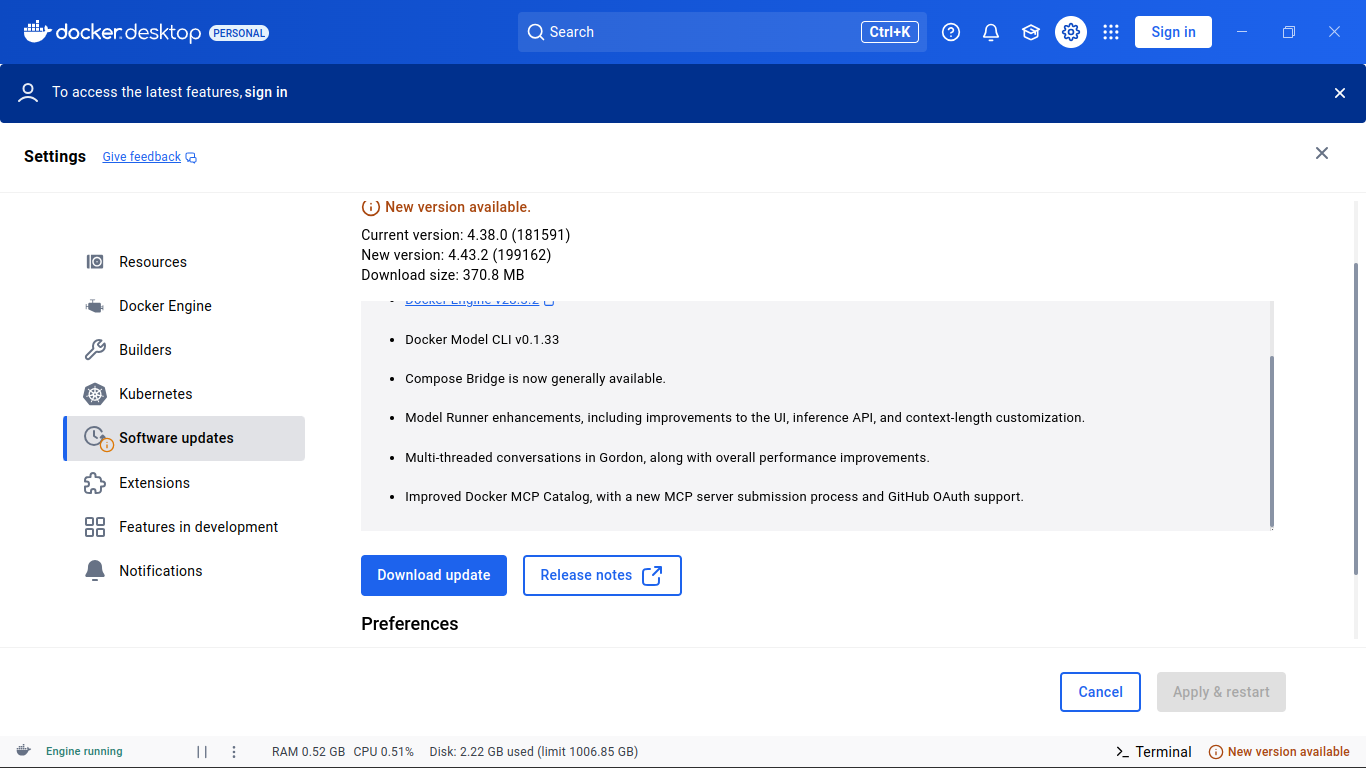 docker.desktop PERSONAL
Search Ctrl+K
Sign in
To access the latest features, sign in
Settings Give feedback
New version available.
Current version: 4.38.0 (181591)
New version: 4.43.2 (199162)
Download size: 370.8 MB
Resources
Docker Engine
Builders
Kubernetes
Software updates
Extensions
Features in development
Notifications
• Docker Model CLI v0.1.33
• Compose Bridge is now generally available.
• Model Runner enhancements, including improvements to the UI, inference API, and context-length customization.
• Multi-threaded conversations in Gordon, along with overall performance improvements.
• Improved Docker MCP Catalog, with a new MCP server submission process and GitHub OAuth support.
Download update Release notes
Preferences
Cancel Apply & restart
Engine running RAM 0.52 GB CPU 0.51% Disk: 2.22 GB used (limit 1006.85 GB) >_ Terminal New version available